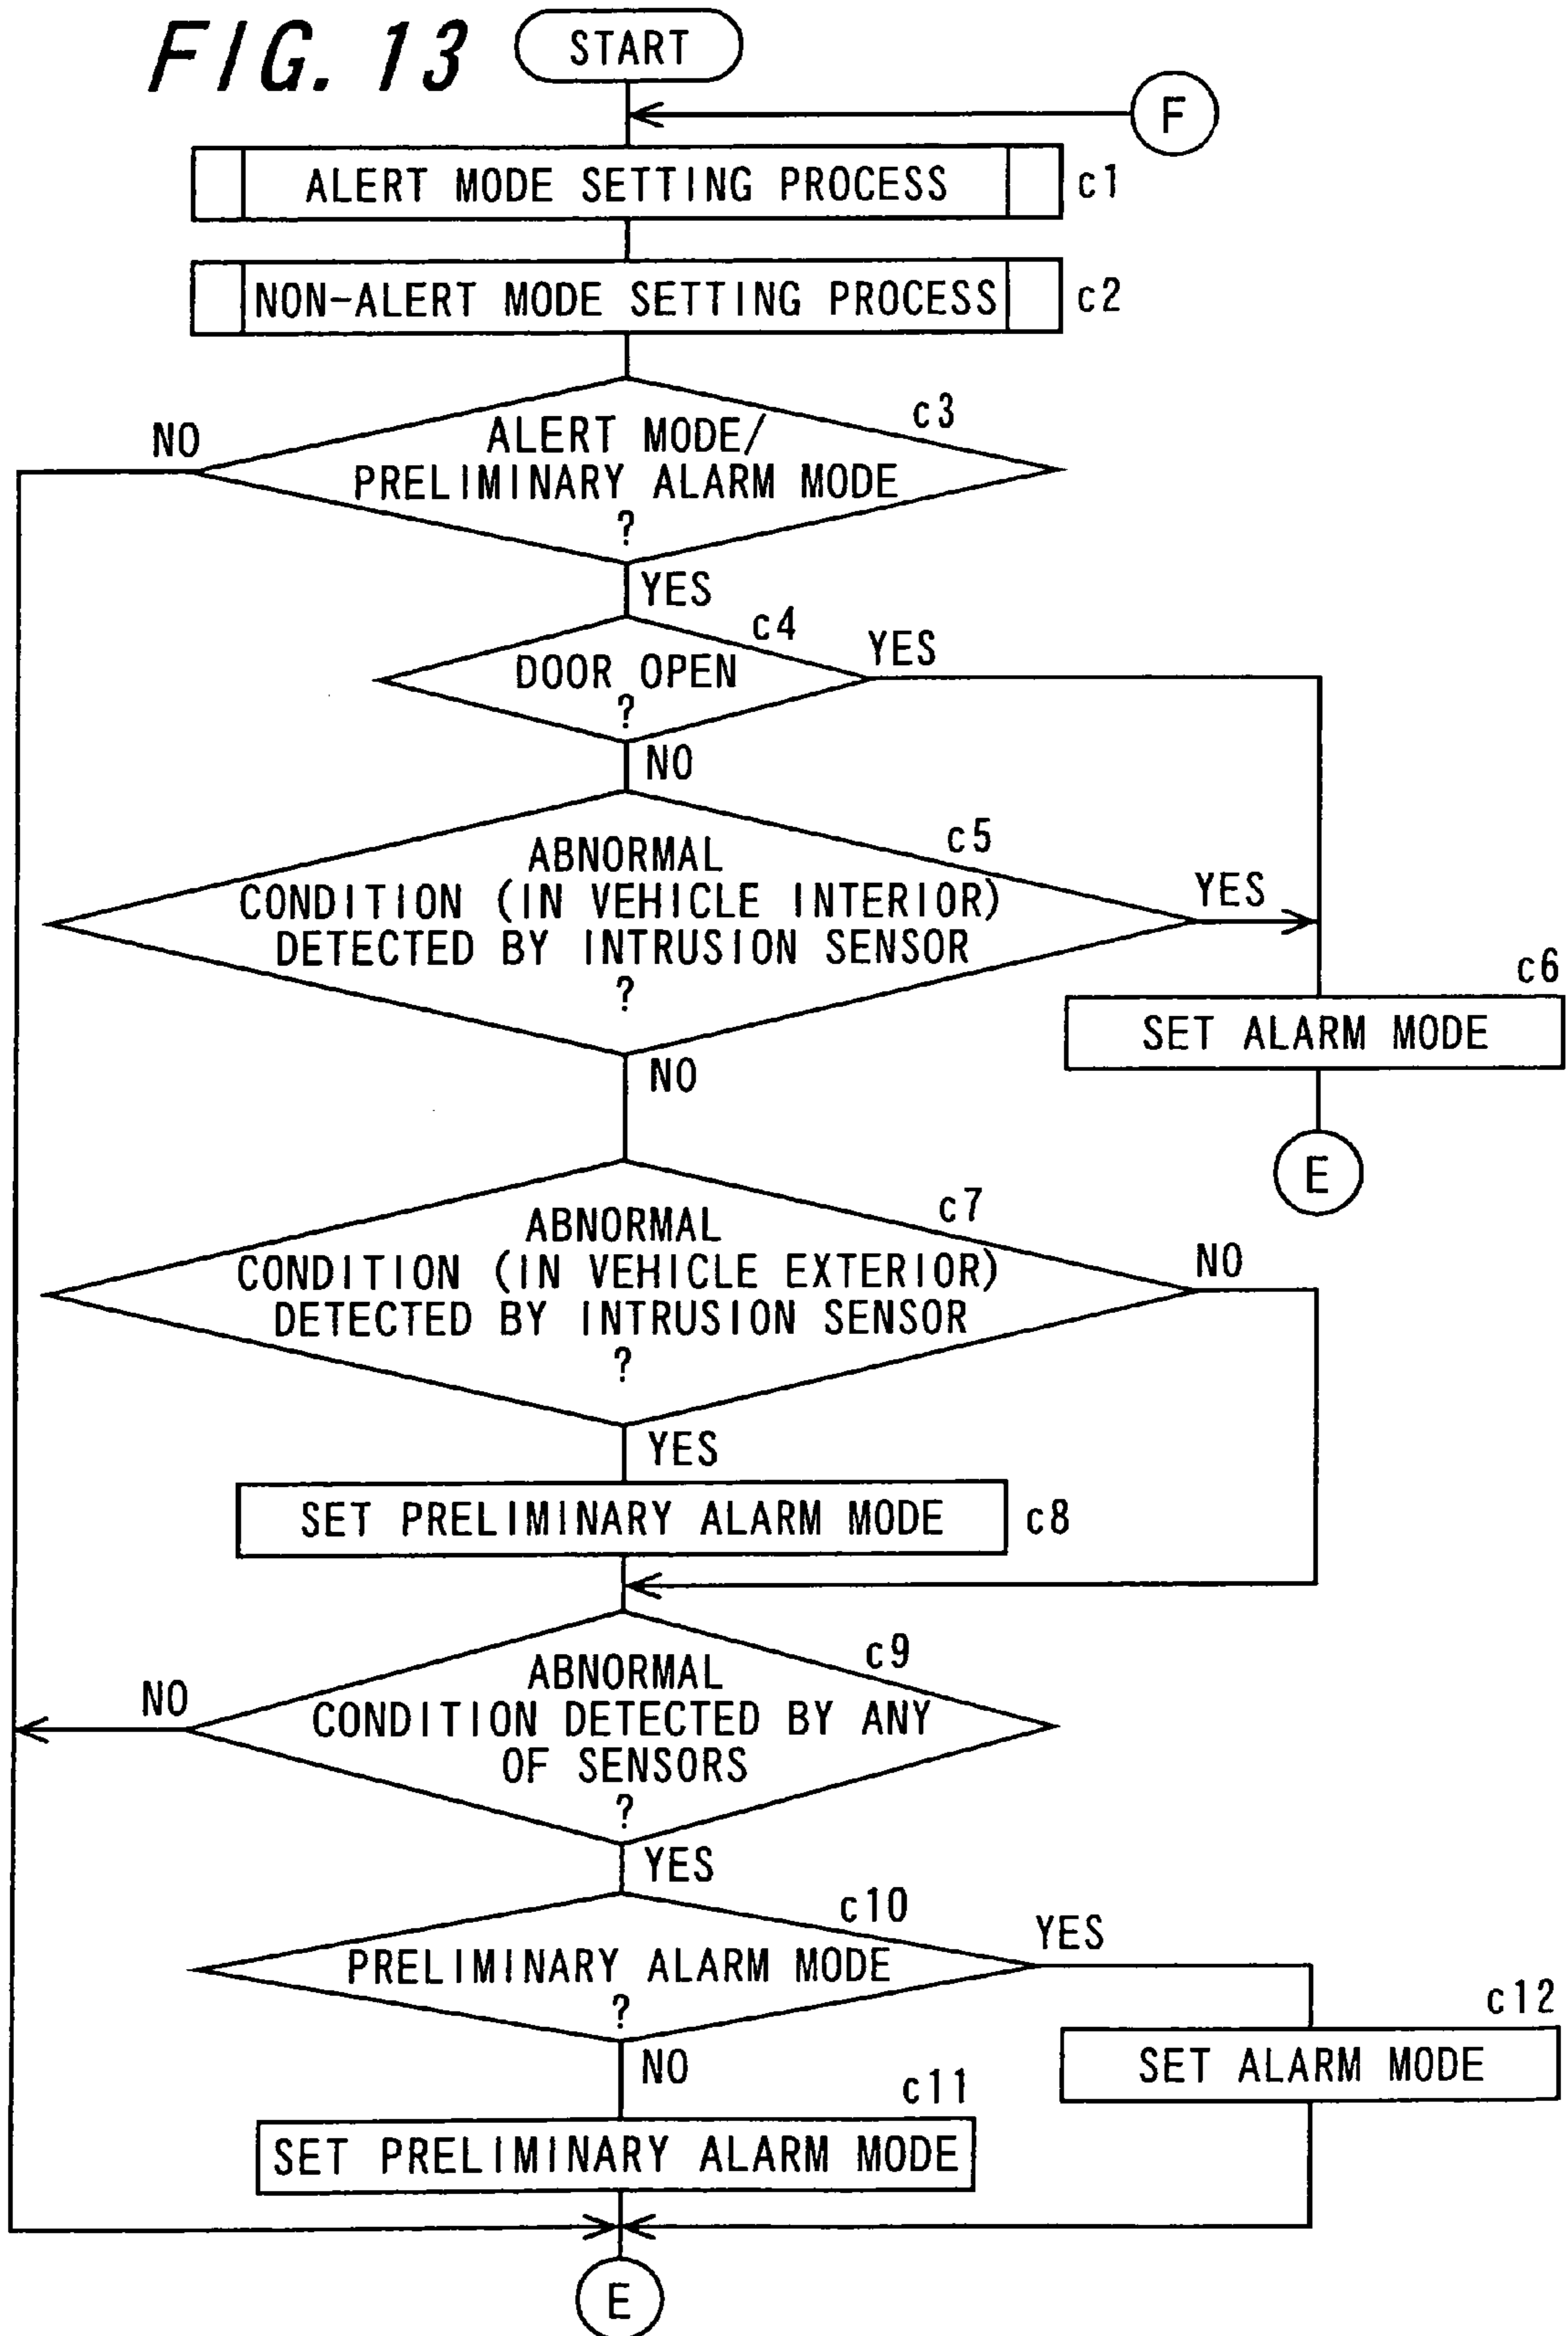 FIG. 13
START
F
ALERT MODE SETTING PROCESS
c1
NON-ALERT MODE SETTING PROCESS
c2
c3
NO
ALERT MODE/
PRELIMINARY ALARM MODE
?
YES
c4
YES
DOOR OPEN
?
NO
c5
ABNORMAL
CONDITION (IN VEHICLE INTERIOR)
DETECTED BY INTRUSION SENSOR
?
YES
c6
SET ALARM MODE
NO
E
c7
ABNORMAL
CONDITION (IN VEHICLE EXTERIOR)
DETECTED BY INTRUSION SENSOR
?
NO
YES
SET PRELIMINARY ALARM MODE
c8
c9
NO
ABNORMAL
CONDITION DETECTED BY ANY
OF SENSORS
?
YES
c10
YES
PRELIMINARY ALARM MODE
?
c12
SET ALARM MODE
NO
c11
SET PRELIMINARY ALARM MODE
E